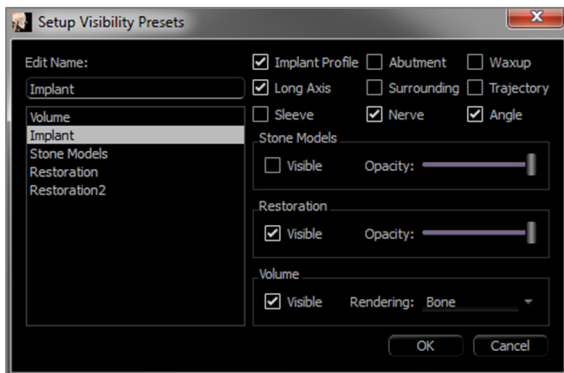 Setup Visibility Presets
Edit Name:
Implant
Volume
Implant
Stone Models
Restoration
Restoration2
Implant Profile Abutment Waxup
Long Axis Surrounding Trajectory
Sleeve Nerve Angle
Stone Models
Visible Opacity:
Restoration
Visible Opacity:
Volume
Visible Rendering: Bone
OK Cancel